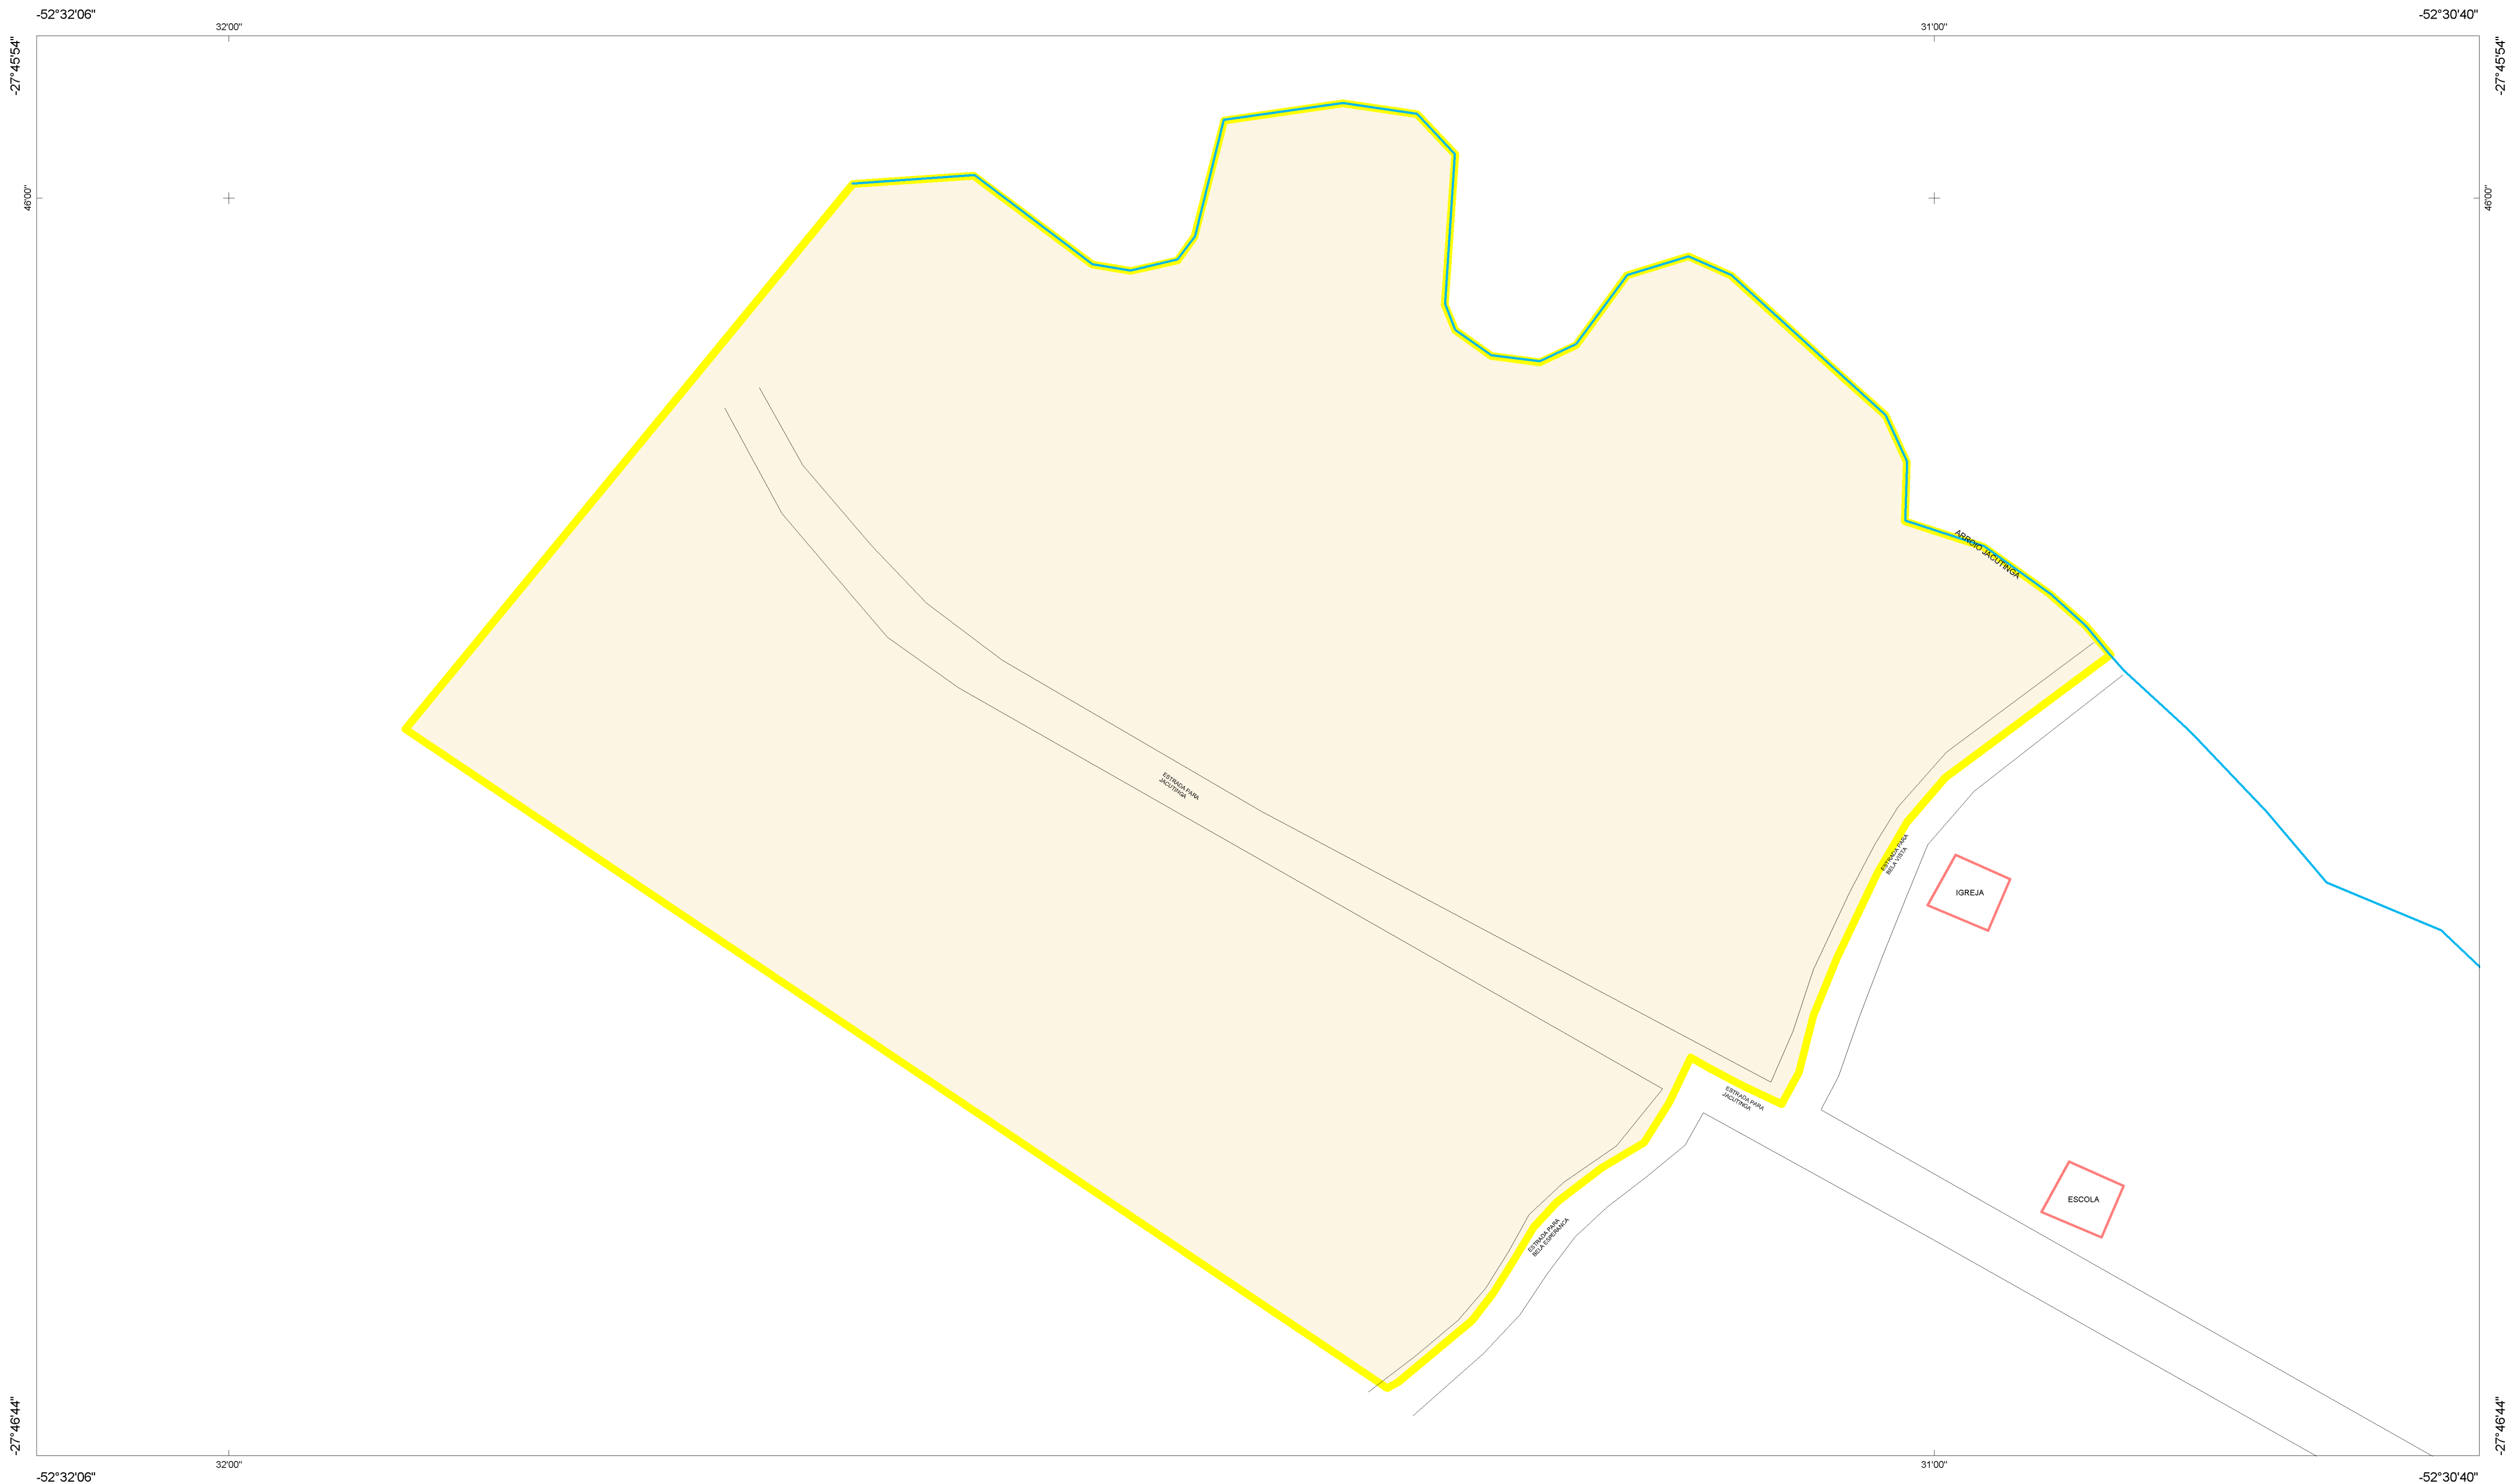 -52°32'06"
-52°30'40"
32'00"
31'00"
-27°45'54"
-27°45'54"
46'00"
46'00"
ARROIO JACUTINGA
ESTRADA PARA
JACUTINGA
ESTRADA PARA
BELA VISTA
IGREJA
ESTRADA PARA
JACUTINGA
ESCOLA
ESTRADA PARA
BELA ESPERANCA
-27°46'44"
-27°46'44"
32'00"
31'00"
-52°32'06"
-52°30'40"